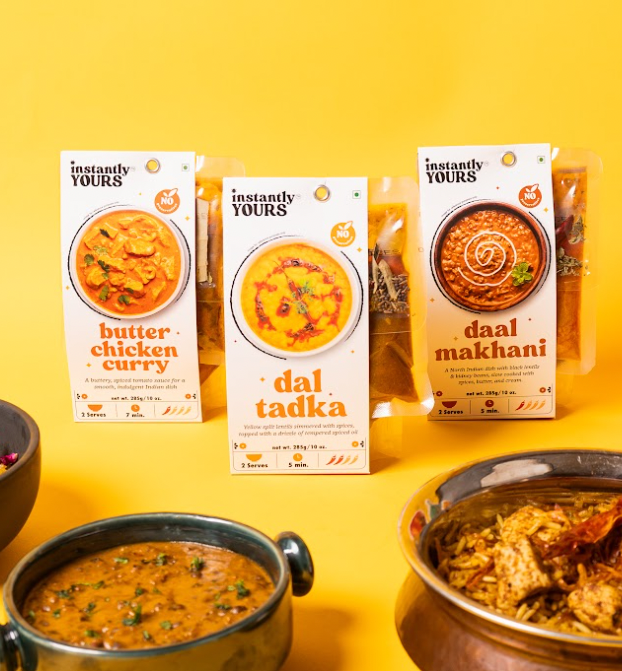 instantly
YOURS
NO
butter
chicken
curry
A buttery, spiced tomato sauce for a
smooth, indulgent Indian dish
net wt. 285g/10 oz.
2 Serves
7 min.
instantly
YOURS
NO
dal
tadka
Yellow split lentils simmered with spices,
topped with a drizzle of tempered spiced oil
net wt. 285g/10 oz.
2 Serves
5 min.
instantly
YOURS
NO
daal
makhani
A North Indian dish with black lentils
& kidney beans, slow cooked with
spices, butter, and cream.
net wt. 285g/10 oz.
2 Serves
5 min.